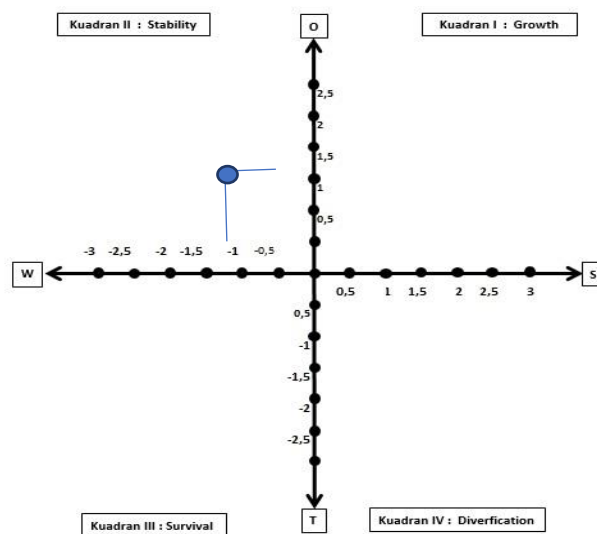 Kuadran II : Stability
O
Kuadran I : Growth
2,5
2
1,5
1
0,5
-3 -2,5 -2 -1,5 -1 -0,5
W
S
0,5 1 1,5 2 2,5 3
0,5
-1
-1,5
-2
-2,5
Kuadran III : Survival
T
Kuadran IV : Diverfication